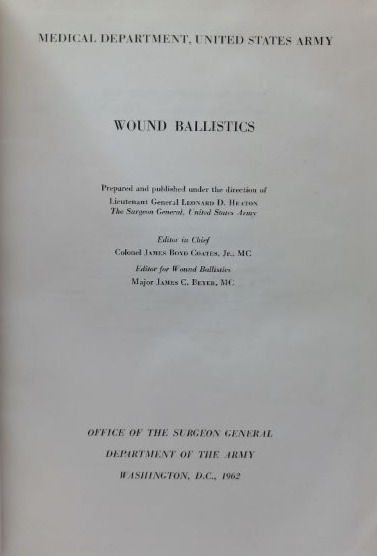 MEDICAL DEPARTMENT, UNITED STATES ARMY
WOUND BALLISTICS
Prepared and published under the direction of
Lieutenant General LEONARD D. HEATON
The Surgeon General, United States Army
Editor in Chief
Colonel JAMES BOYD COATES, JR., MC
Editor for Wound Ballistics
Major JAMES C. BEYER, MC
OFFICE OF THE SURGEON GENERAL
DEPARTMENT OF THE ARMY
WASHINGTON, D.C., 1962